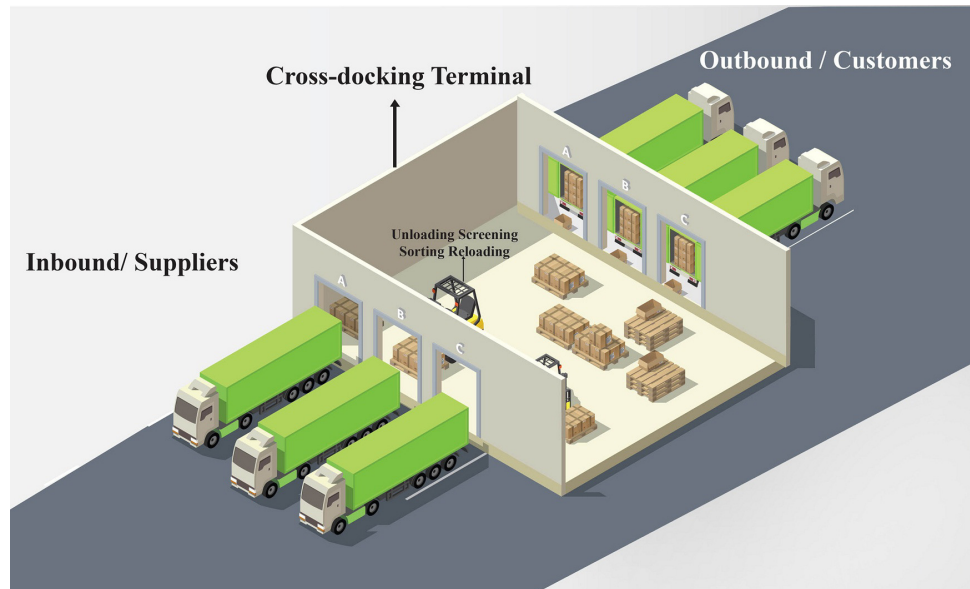 Outbound / Customers
Cross-docking Terminal
Unloading Screening
Sorting Reloading
Inbound/ Suppliers
A
B
C
A
B
C